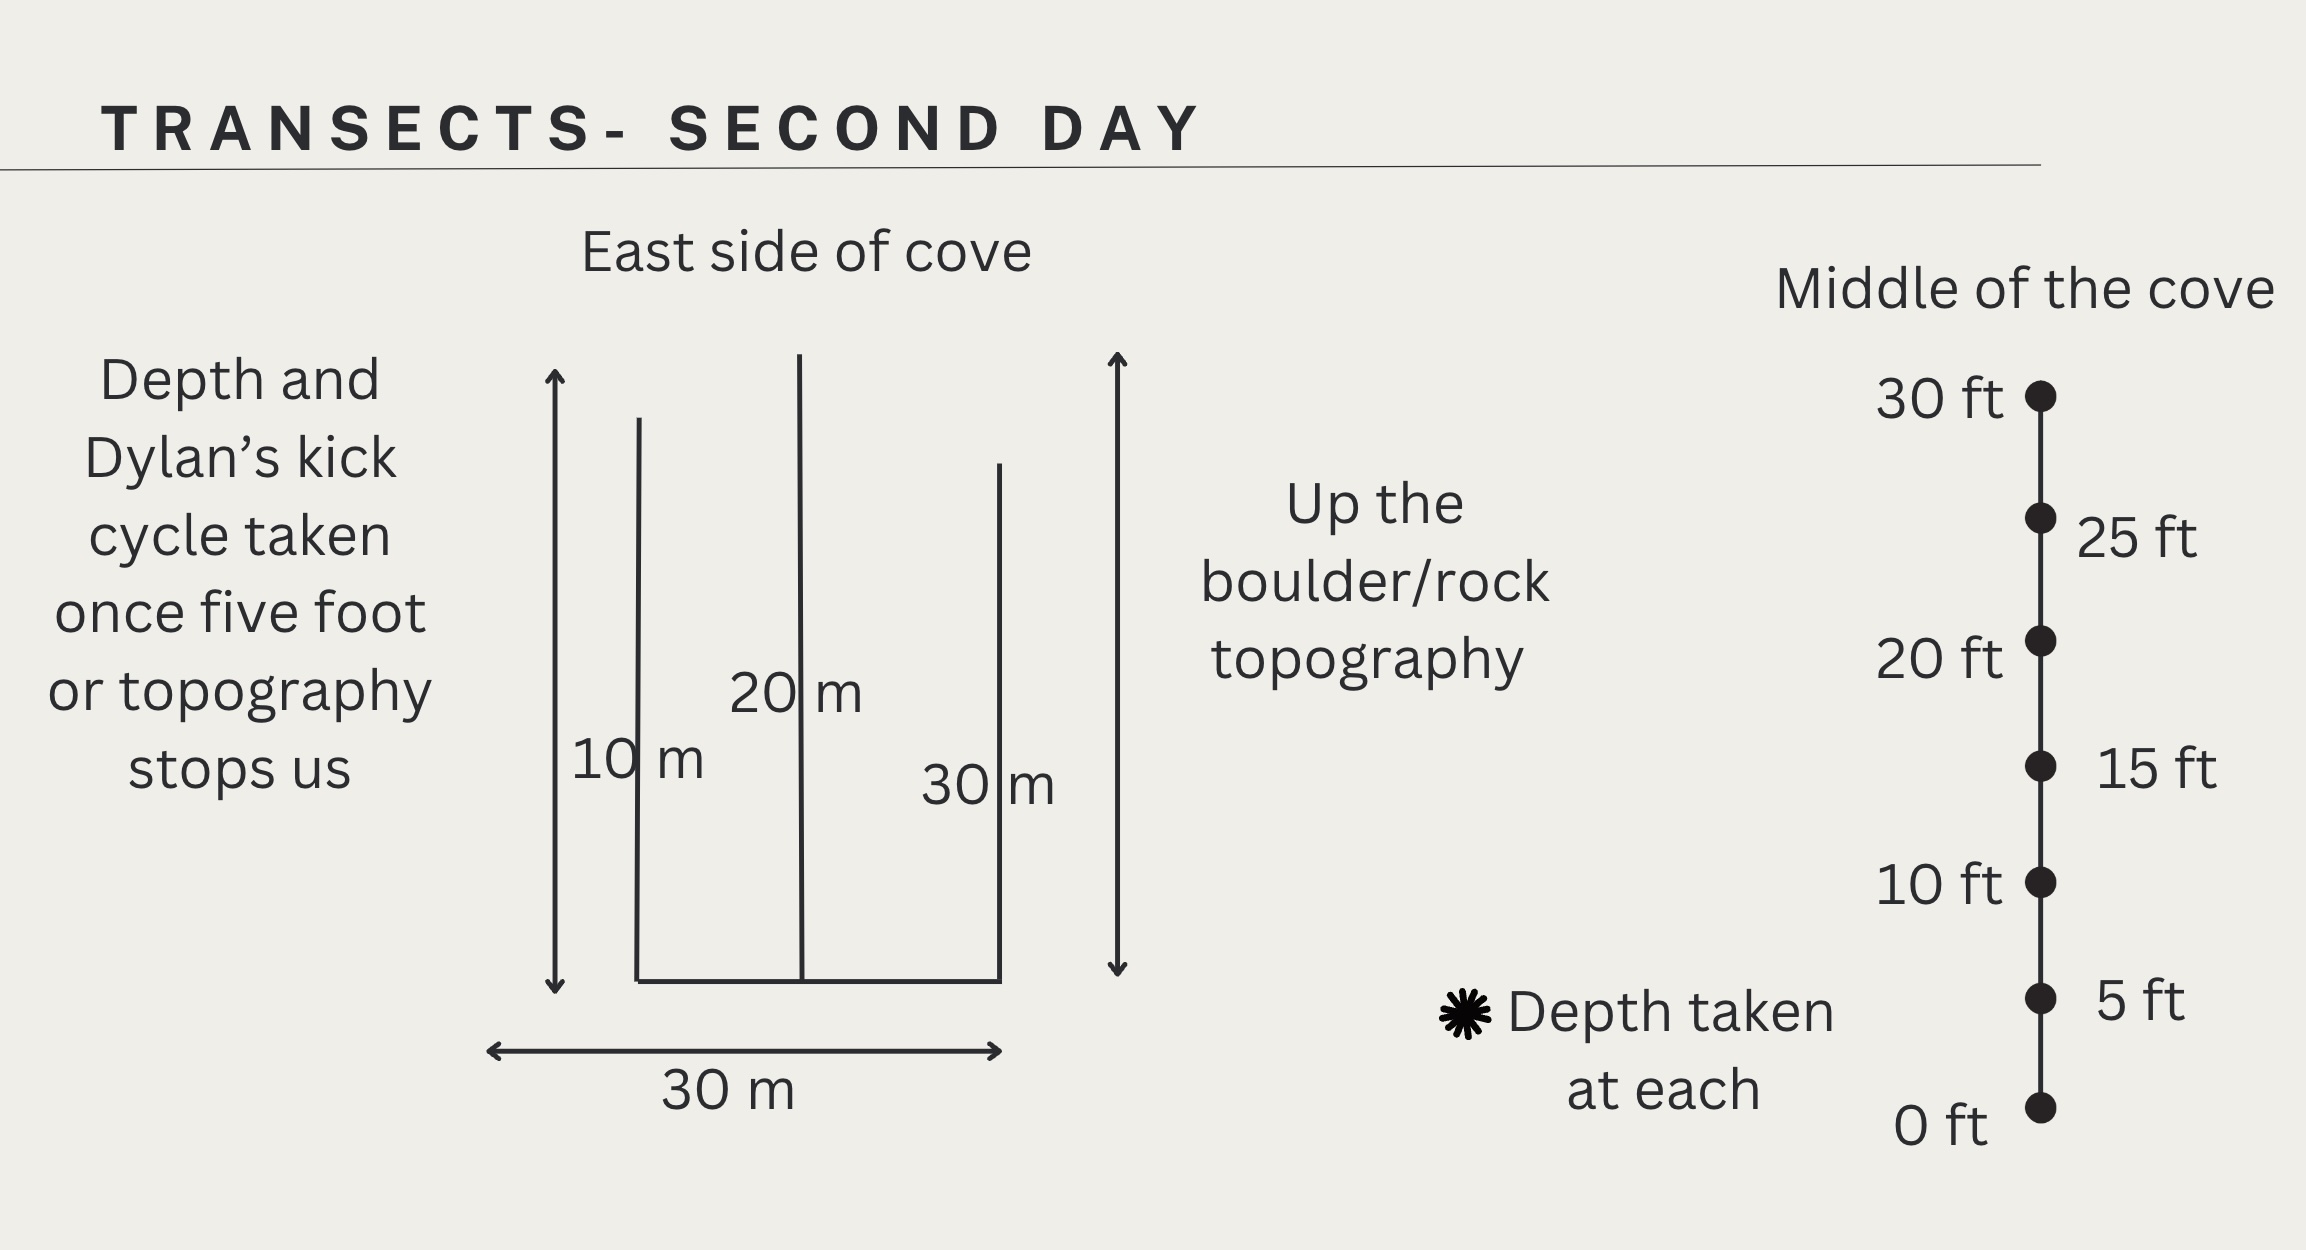 TRANSECTS- SECOND DAY
East side of cove
Depth and
Dylan’s kick
cycle taken
once five foot
or topography
stops us
10 m
20 m
30 m
30 m
Up the
boulder/rock
topography
Middle of the cove
30 ft
25 ft
20 ft
15 ft
10 ft
5 ft
0 ft
Depth taken
at each